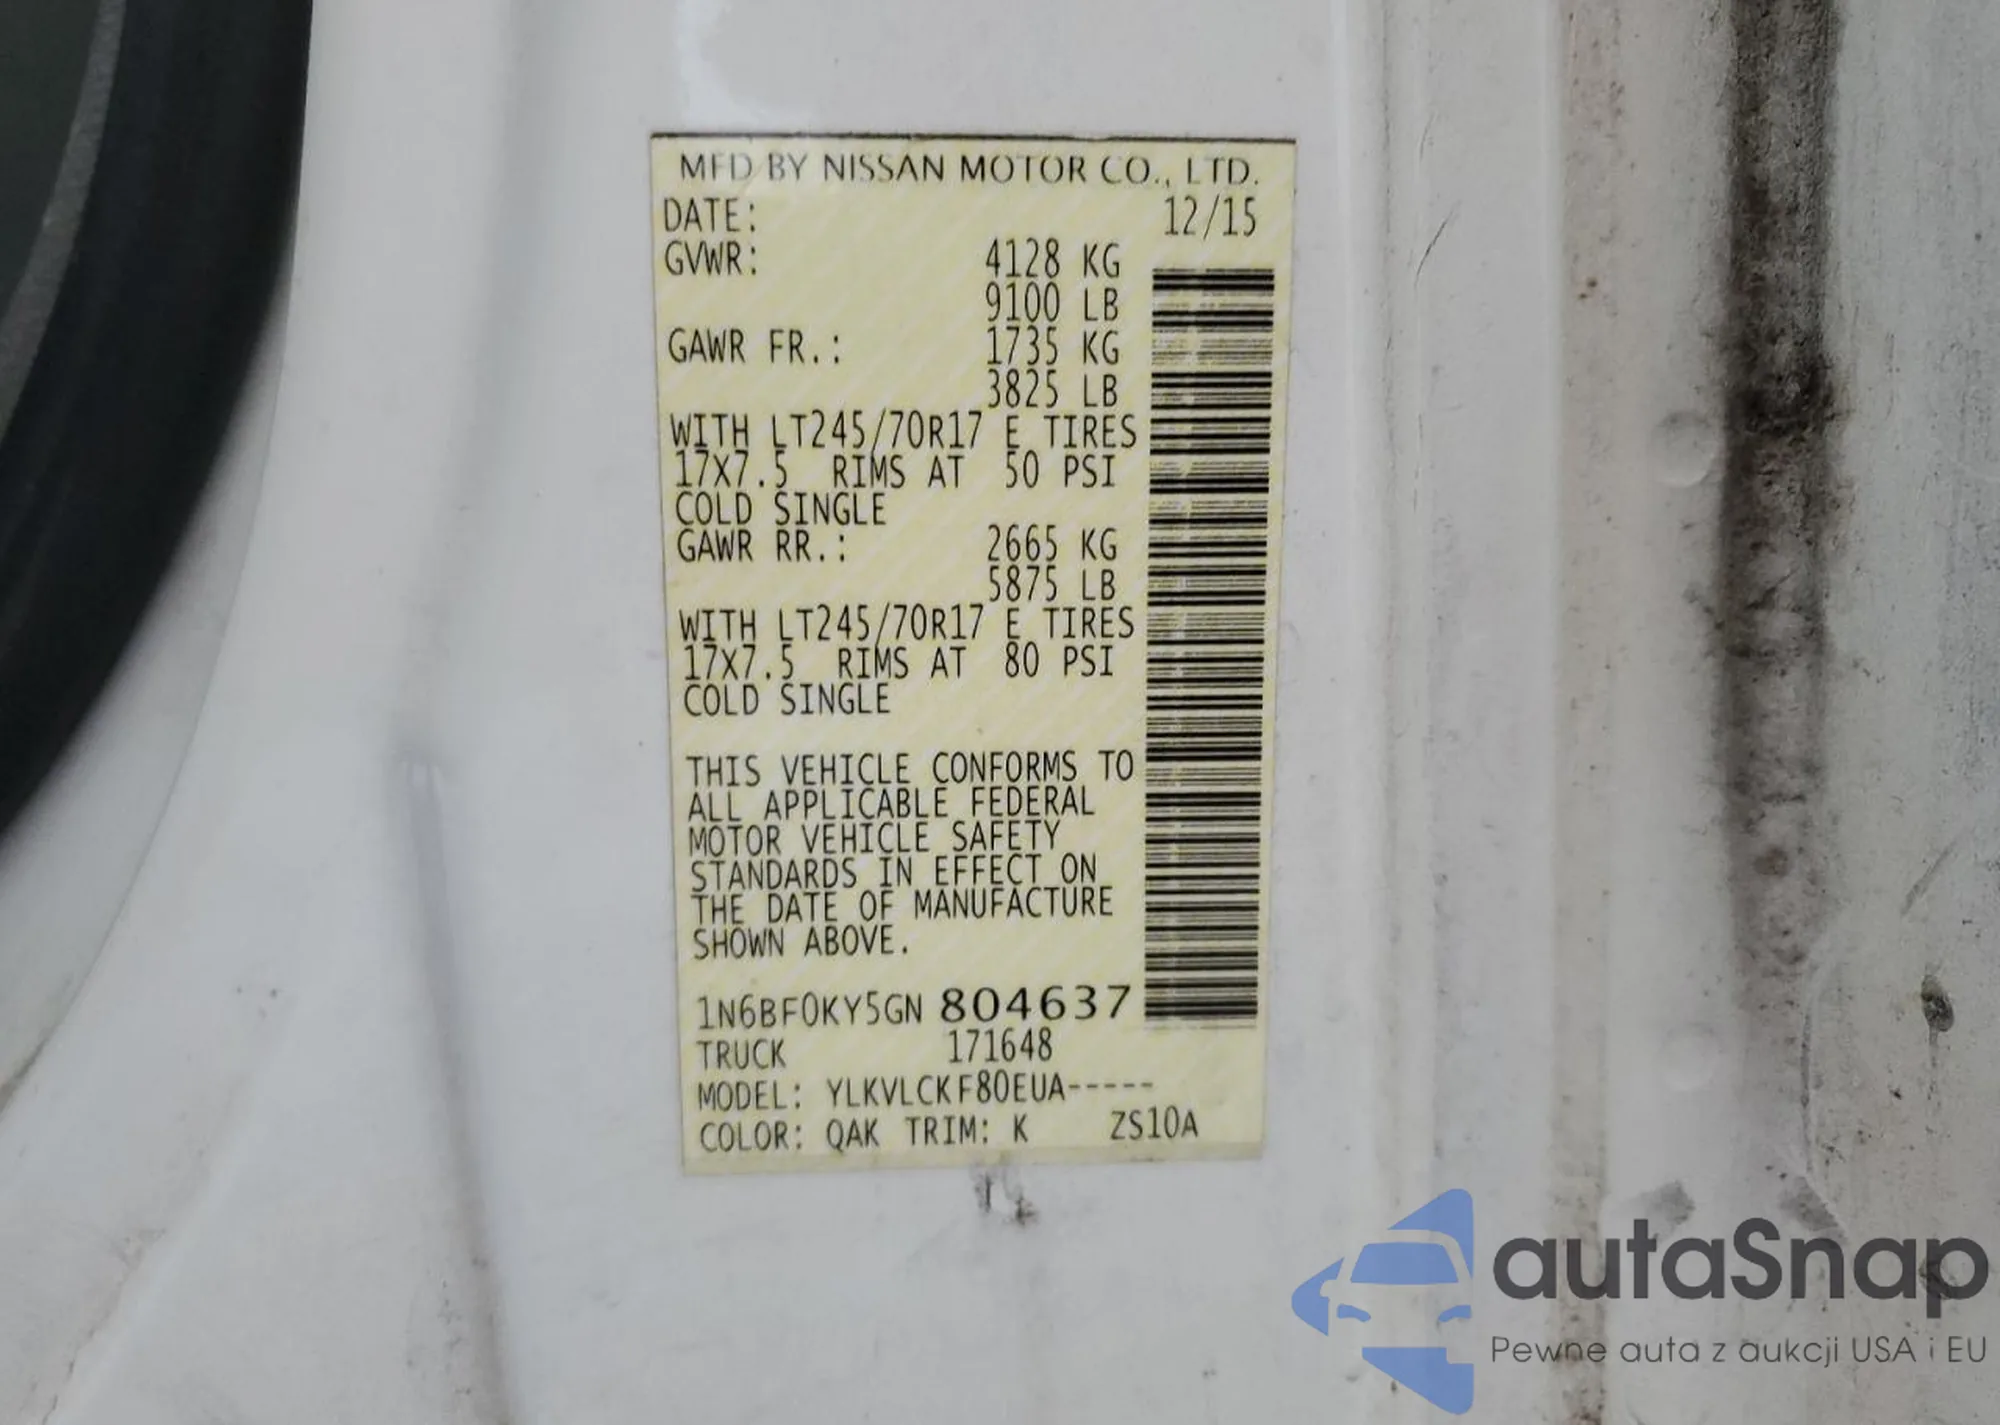 MFD BY NISSAN MOTOR CO., LTD.
DATE: 12/15
GVWR: 4128 KG
9100 LB
GAWR FR.: 1735 KG
3825 LB
WITH LT245/70R17 E TIRES
17X7.5 RIMS AT 50 PSI
COLD SINGLE
GAWR RR.: 2665 KG
5875 LB
WITH LT245/70R17 E TIRES
17X7.5 RIMS AT 80 PSI
COLD SINGLE
THIS VEHICLE CONFORMS TO
ALL APPLICABLE FEDERAL
MOTOR VEHICLE SAFETY
STANDARDS IN EFFECT ON
THE DATE OF MANUFACTURE
SHOWN ABOVE.
1N6BF0KY5GN 804637
TRUCK 171648
MODEL: YLKVLCKF80EUA-----
COLOR: QAK TRIM: K ZS10A
autaSnap
Pewne auta z aukcji USA i EU